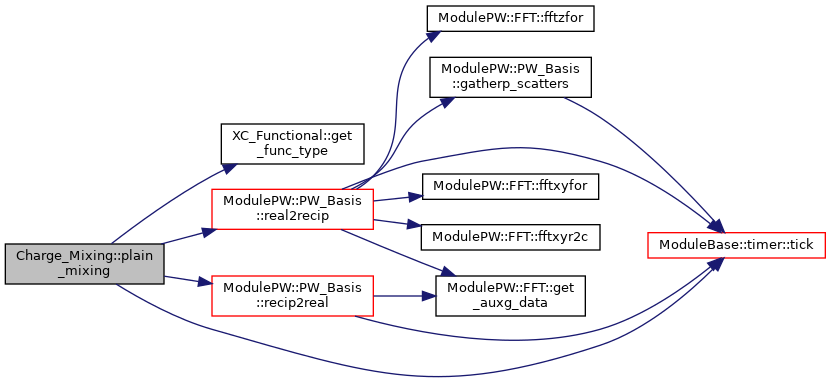 ModulePW::FFT::fftzfor
ModulePW::PW_Basis
::gatherp_scatters
XC_Functional::get
_func_type
ModulePW::FFT::fftxyfor
ModulePW::PW_Basis
::real2recip
ModulePW::FFT::fftxyr2c
ModuleBase::timer::tick
Charge_Mixing::plain
_mixing
ModulePW::PW_Basis
::recip2real
ModulePW::FFT::get
_auxg_data